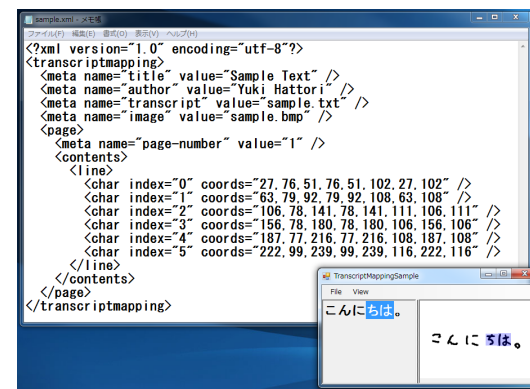 sample.xml - メモ帳
ファイル(F) 編集(E) 書式(O) 表示(V) ヘルプ(H)
<?xml version="1.0" encoding="utf-8"?>
<transcriptmapping>
<meta name="title" value="Sample Text" />
<meta name="author" value="Yuki Hattori" />
<meta name="transcript" value="sample.txt" />
<meta name="image" value="sample.bmp" />
<page>
<meta name="page-number" value="1" />
<contents>
<line>
<char index="0" coords="27,76,51,76,51,102,27,102" />
<char index="1" coords="63,79,92,79,92,108,63,108" />
<char index="2" coords="106,78,141,78,141,111,106,111" />
<char index="3" coords="156,78,180,78,180,106,156,106" />
<char index="4" coords="187,77,216,77,216,108,187,108" />
<char index="5" coords="222,99,239,99,239,116,222,116" />
</line>
</contents>
</page>
</transcriptmapping>
TranscriptMappingSample
File View
こんにちは。
こんにちは。